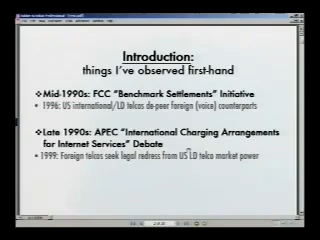 Introduction:
things I've observed first-hand
❖Mid-1990s: FCC "Benchmark Settlements" Initiative
• 1996: US international/LD telcos de-peer foreign (voice) counterparts
❖Late 1990s: APEC "International Charging Arrangements
for Internet Services" Debate
• 1999: Foreign telcos seek legal redress from US LD telco market power